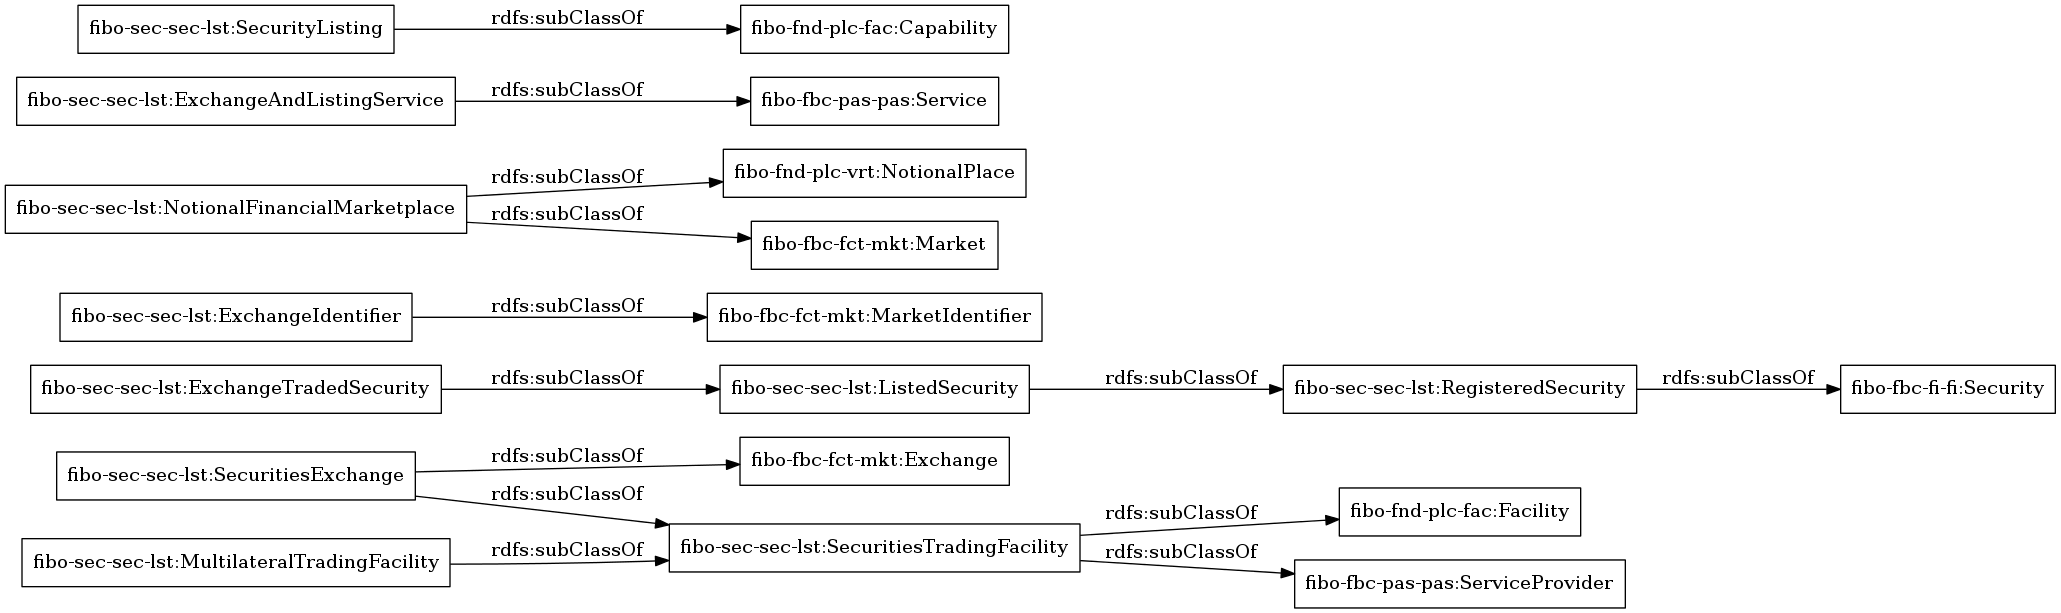 fibo-sec-sec-lst:SecurityListing
rdfs:subClassOf
fibo-fnd-plc-fac:Capability
fibo-sec-sec-lst:ExchangeAndListingService
rdfs:subClassOf
fibo-fbc-pas-pas:Service
fibo-sec-sec-lst:NotionalFinancialMarketplace
rdfs:subClassOf
fibo-fnd-plc-vrt:NotionalPlace
rdfs:subClassOf
fibo-fbc-fct-mkt:Market
fibo-sec-sec-lst:ExchangeIdentifier
rdfs:subClassOf
fibo-fbc-fct-mkt:MarketIdentifier
fibo-sec-sec-lst:ExchangeTradedSecurity
rdfs:subClassOf
fibo-sec-sec-lst:ListedSecurity
rdfs:subClassOf
fibo-sec-sec-lst:RegisteredSecurity
rdfs:subClassOf
fibo-fbc-fi-fi:Security
fibo-sec-sec-lst:SecuritiesExchange
rdfs:subClassOf
fibo-fbc-fct-mkt:Exchange
rdfs:subClassOf
fibo-sec-sec-lst:MultilateralTradingFacility
rdfs:subClassOf
fibo-sec-sec-lst:SecuritiesTradingFacility
rdfs:subClassOf
fibo-fnd-plc-fac:Facility
rdfs:subClassOf
fibo-fbc-pas-pas:ServiceProvider